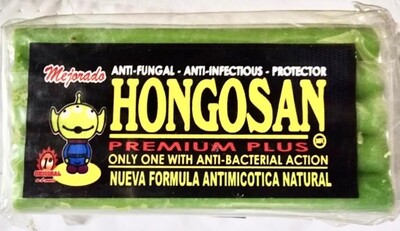 Mejorado
ANTI-FUNGAL - ANTI-INFECTIOUS - PROTECTOR
HONGOSAN
PREMIUM PLUS
ONLY ONE WITH ANTI-BACTERIAL ACTION
ORIGINAL
NUEVA FORMULA ANTIMICOTICA NATURAL